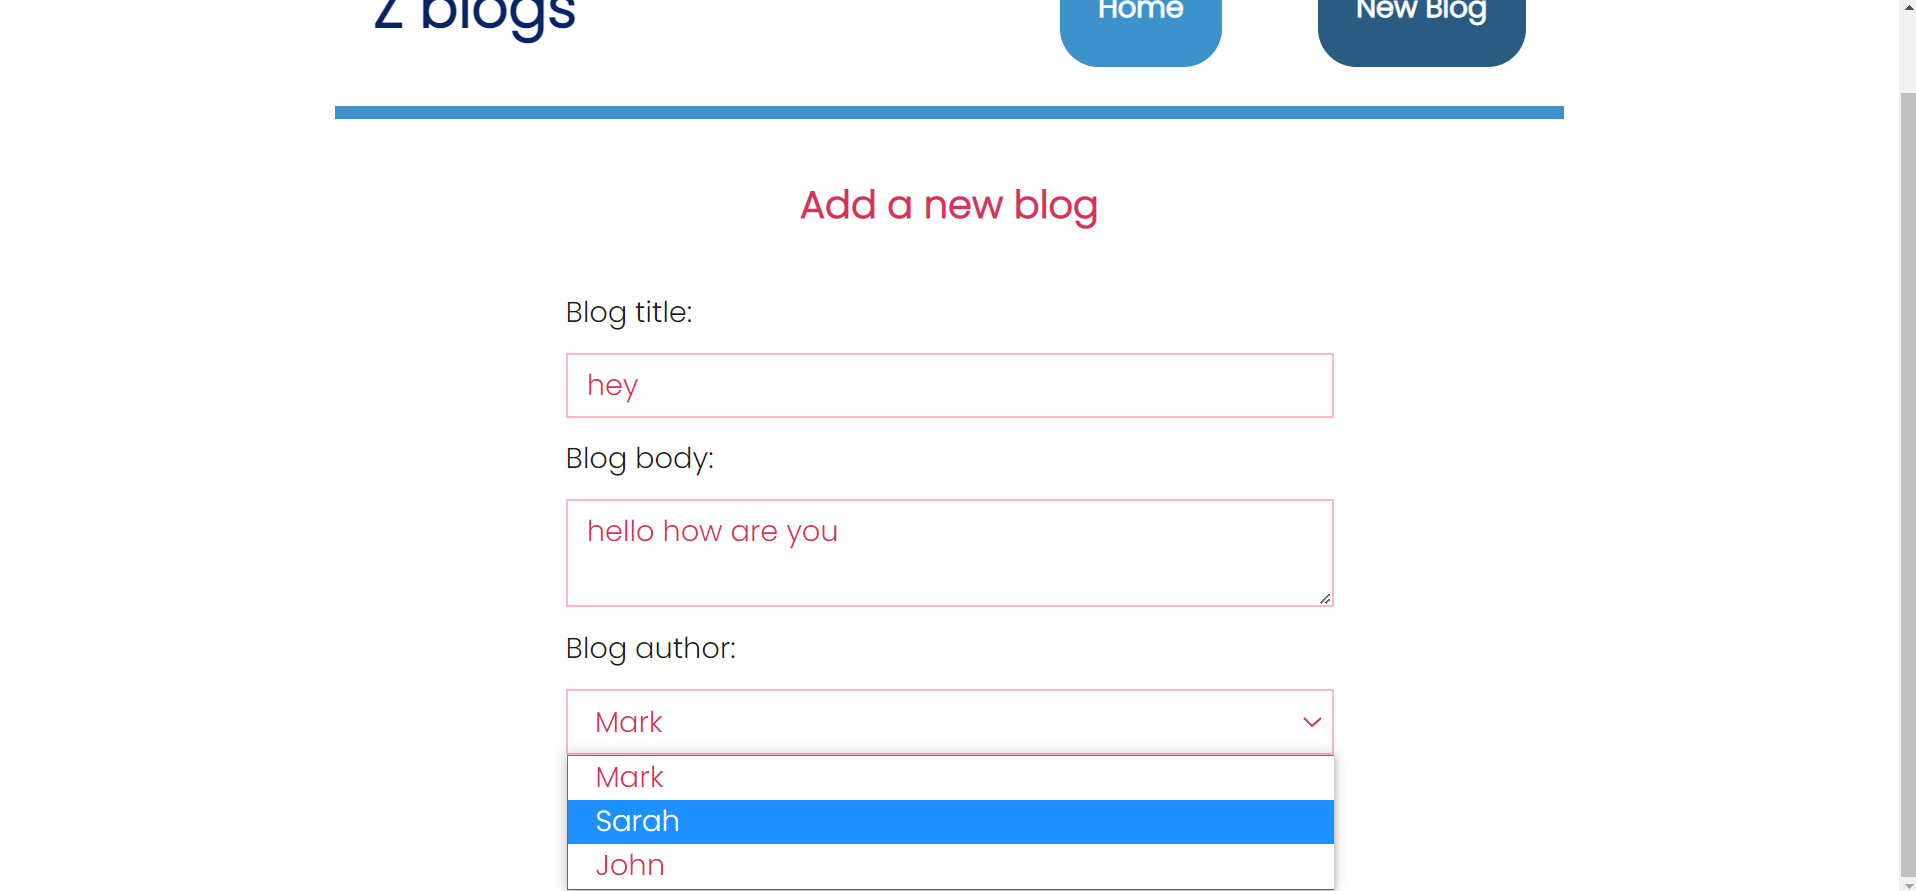 Z blogs
Home
New Blog
Add a new blog
Blog title:
hey
Blog body:
hello how are you
Blog author:
Mark
Mark
Sarah
John